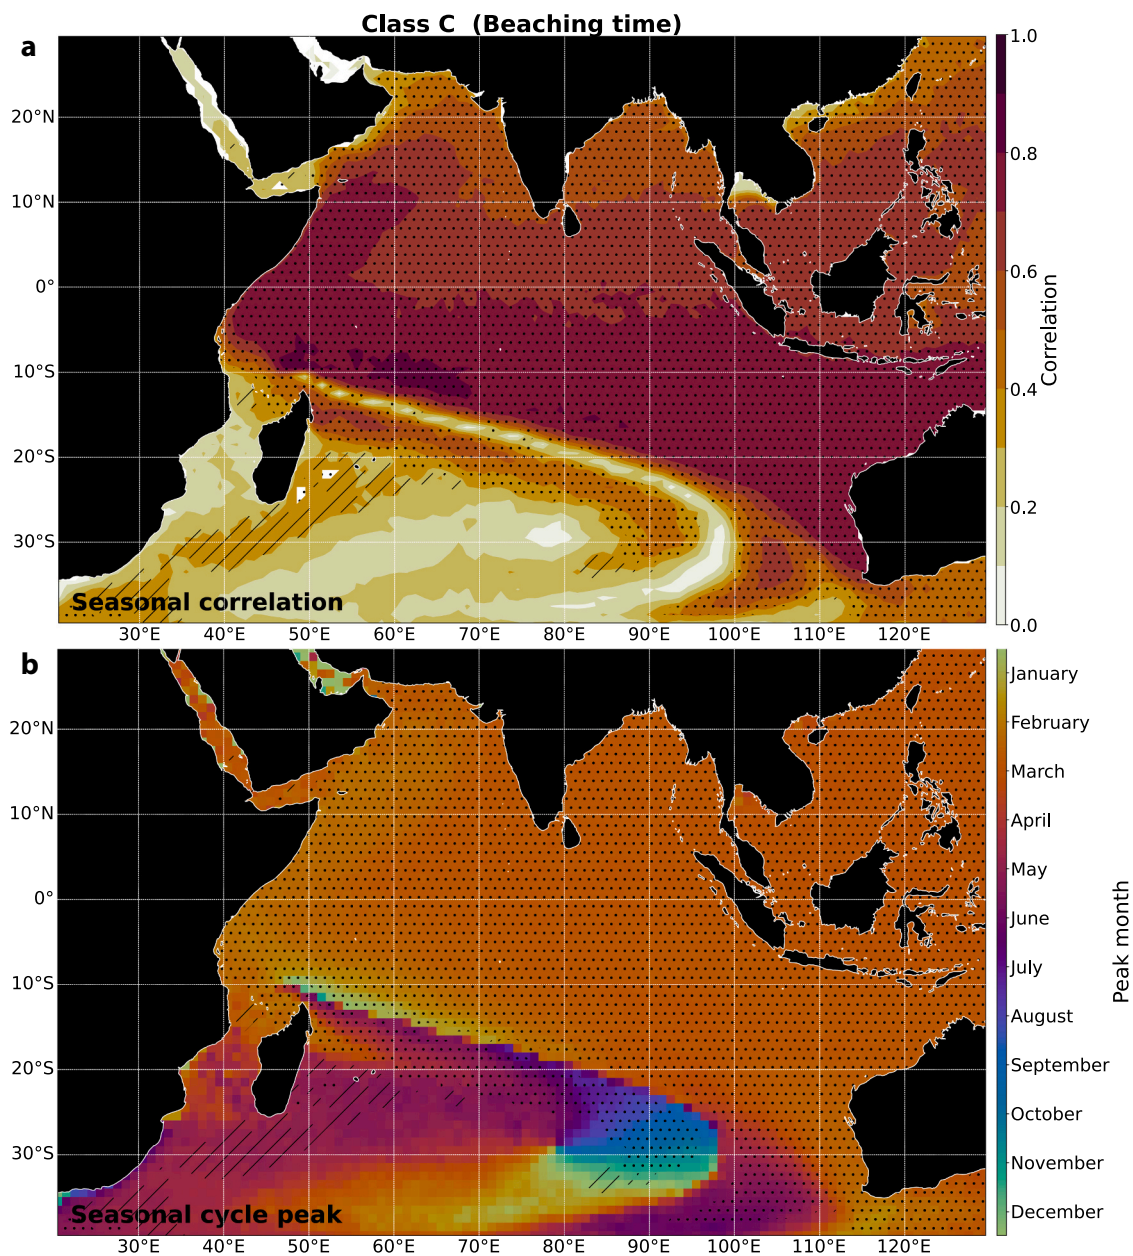 Class C (Beaching time)
a
20°N
10°N
0°
10°S
20°S
30°S
Seasonal correlation
30°E 40°E 50°E 60°E 70°E 80°E 90°E 100°E 110°E 120°E
1.0
0.8
0.6
0.4
0.2
0.0
Correlation
b
20°N
10°N
0°
10°S
20°S
30°S
Seasonal cycle peak
30°E 40°E 50°E 60°E 70°E 80°E 90°E 100°E 110°E 120°E
January
February
March
April
May
June
July
August
September
October
November
December
Peak month